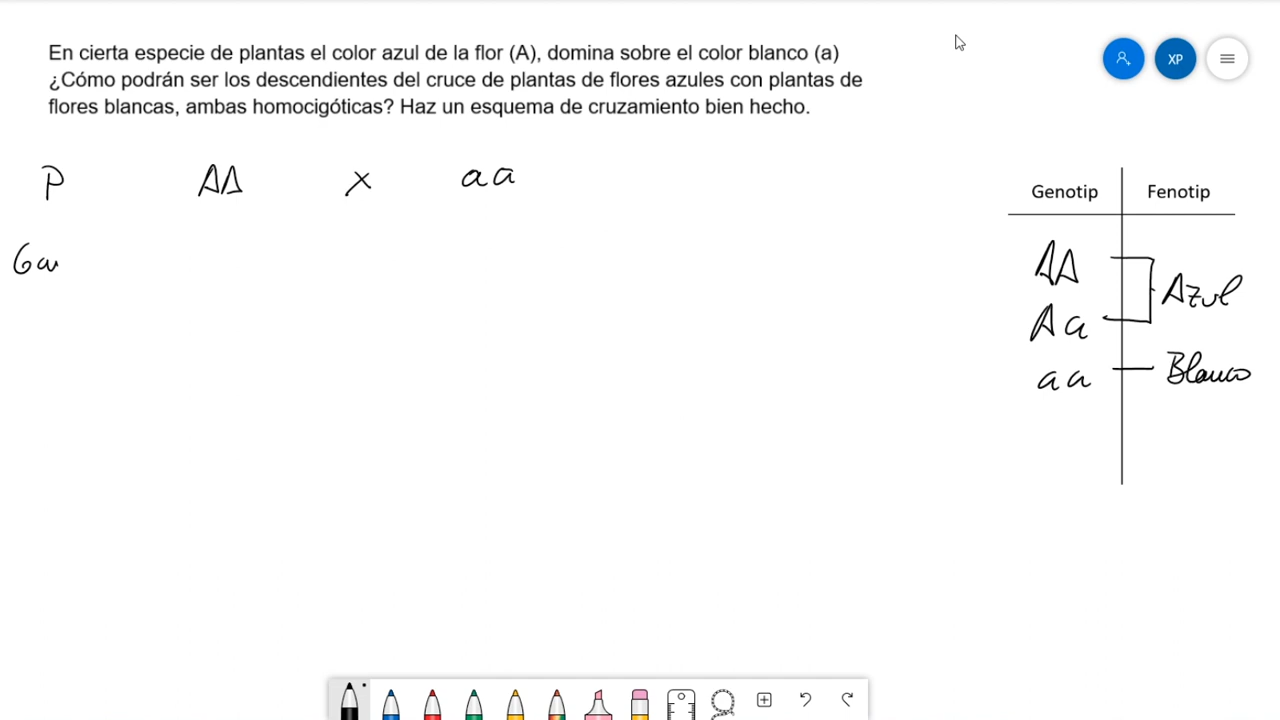 En cierta especie de plantas el color azul de la flor (A), domina sobre el color blanco (a)
¿Cómo podrán ser los descendientes del cruce de plantas de flores azules con plantas de
flores blancas, ambas homocigóticas? Haz un esquema de cruzamiento bien hecho.
XP
P AA x aa
Ga
Genotip Fenotip
AA
Azul
Aa
aa Blanco